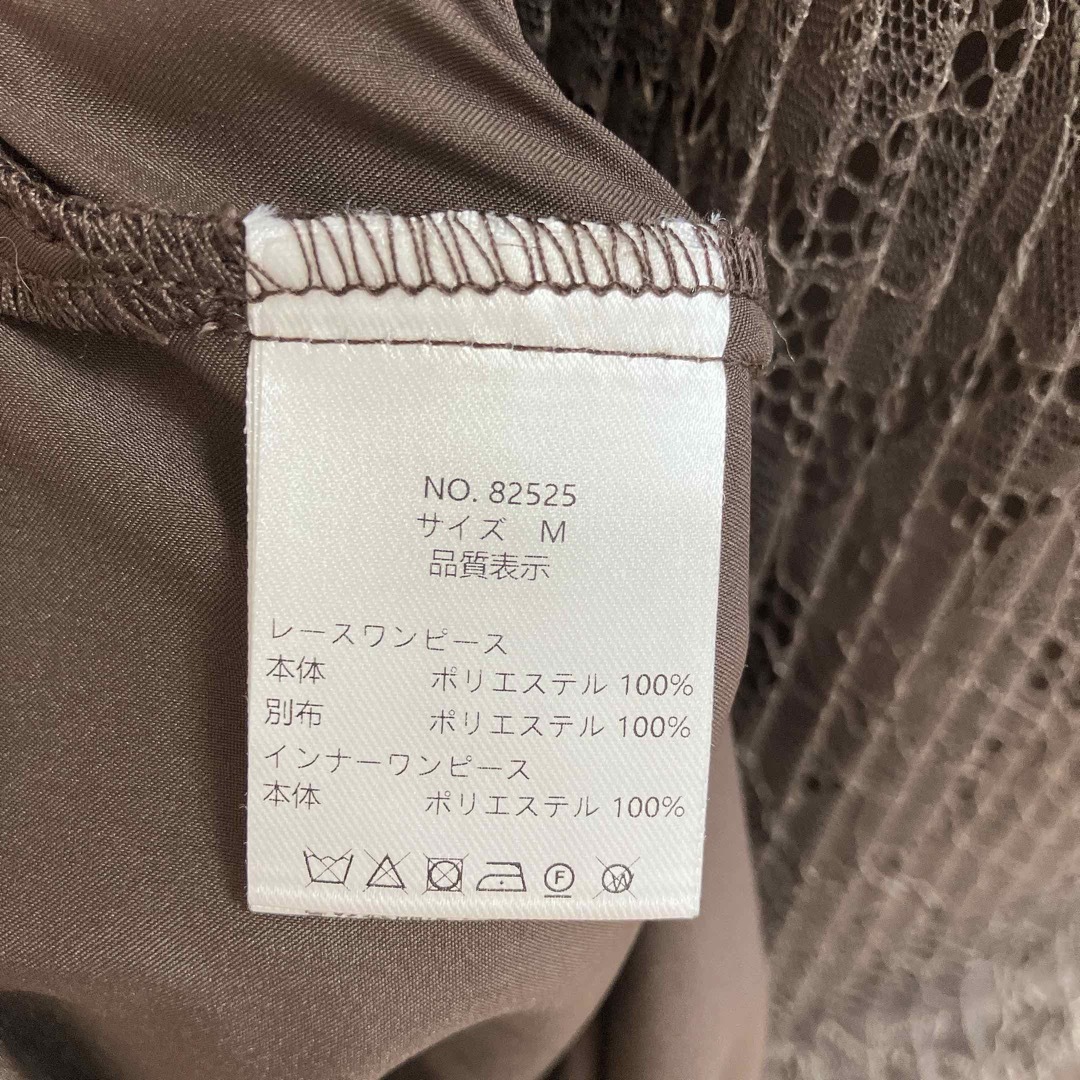 NO. 82525
サイズ　M
品質表示
レースワンピース
本体　ポリエステル 100%
別布　ポリエステル 100%
インナーワンピース
本体　ポリエステル 100%
F
W